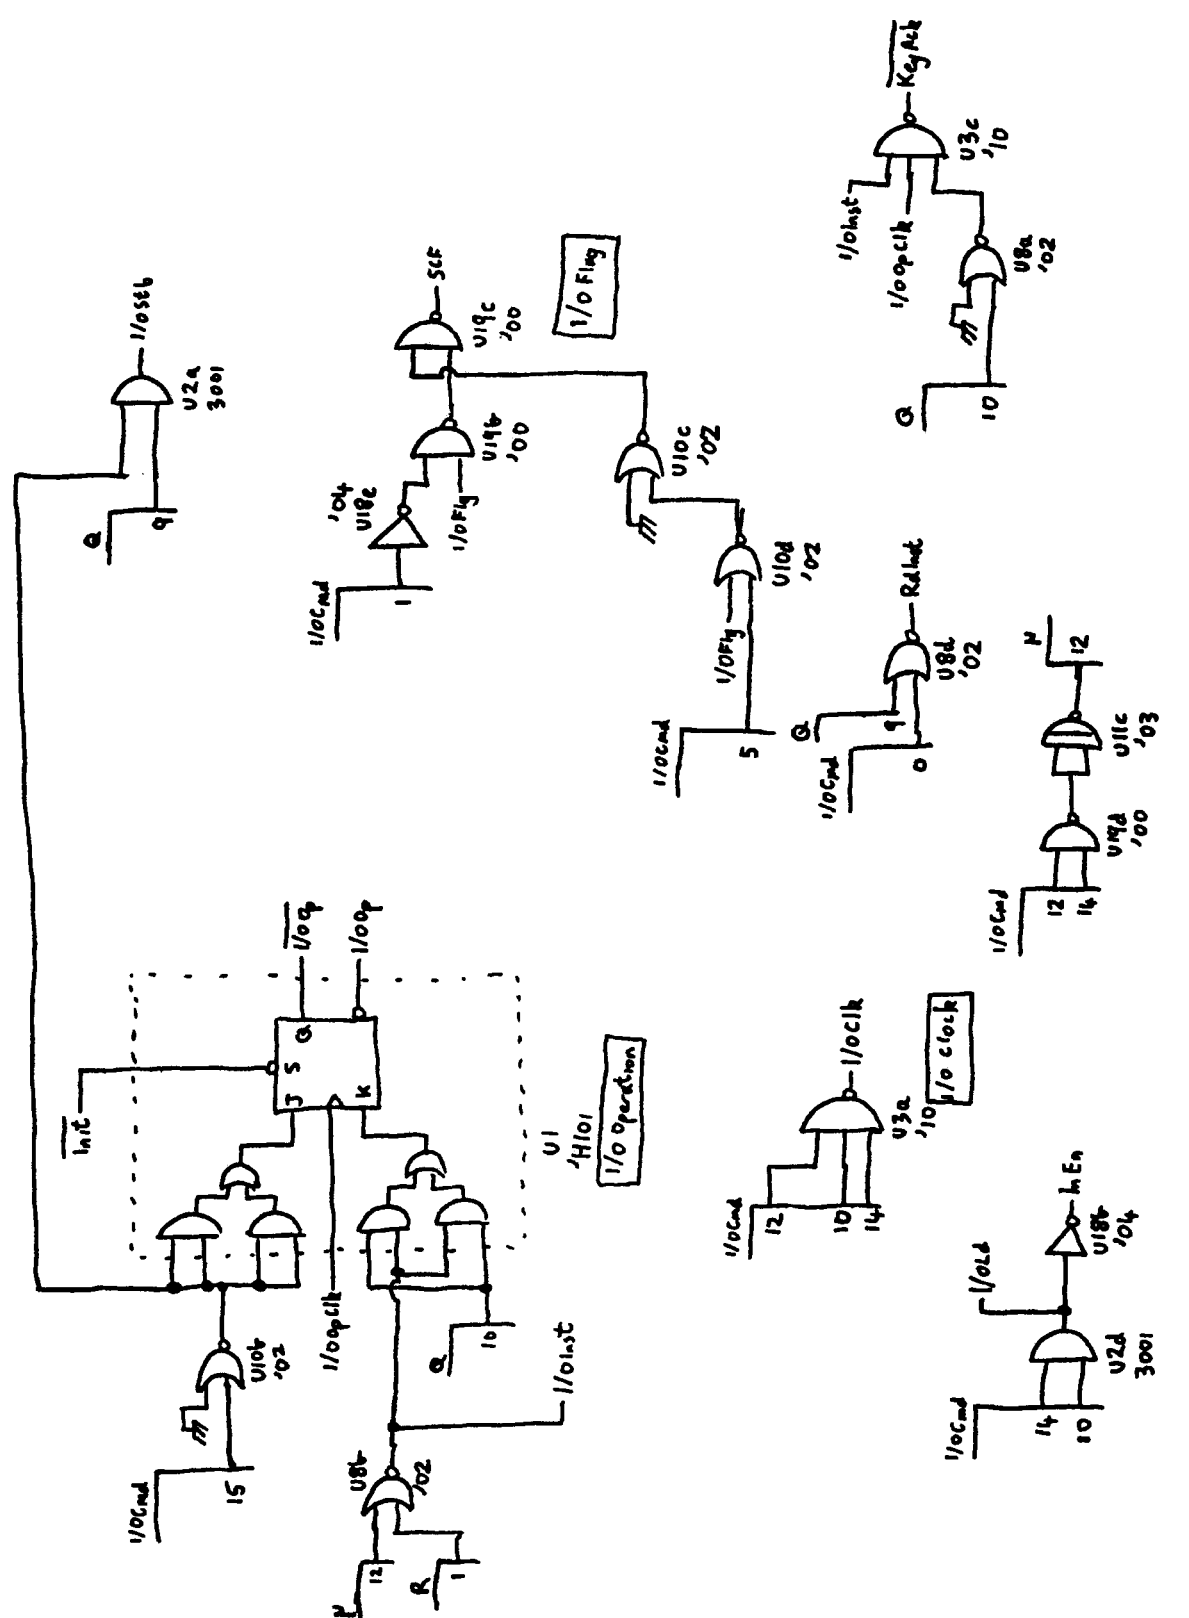 I/OCmd
15
U10b
'02
Init
Q
9
U2a
3001
I/OStb
12
R
1
U8b
'02
I/OInst
I/OOpClk
Q
10
J
S
Q
K
I/OOp
I/OOp
U1
'H101
I/O Operation
I/OCmd
1
'04
U18e
I/OFlg
U19b
'00
U19c
'00
SCF
I/O Flag
I/OCmd
5
I/OFlg
U10d
'02
U10c
'02
I/OCmd
12
10
14
U3a
'10
I/OClk
I/O Clock
I/OCmd
0
Q
9
U8d
'02
RdInst
Q
10
U8a
'02
I/OInst
I/OOpClk
U3c
'10
KeyAck
I/OCmd
14
10
U2d
3001
I/OLd
U18b
'04
InEn
I/OCmd
12
14
U19d
'00
U11c
'03
12